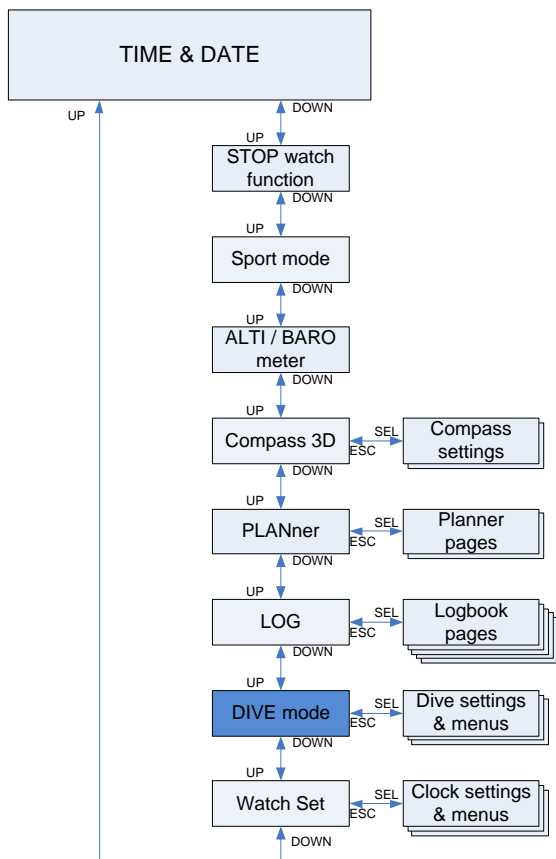 TIME & DATE
UP
DOWN
UP
STOP watch
function
DOWN
UP
Sport mode
DOWN
UP
ALTI / BARO
meter
DOWN
UP
Compass 3D
SEL
ESC
Compass
settings
DOWN
UP
PLANner
SEL
ESC
Planner
pages
DOWN
UP
LOG
SEL
ESC
Logbook
pages
DOWN
UP
DIVE mode
SEL
ESC
Dive settings
& menus
DOWN
UP
Watch Set
SEL
ESC
Clock settings
& menus
DOWN